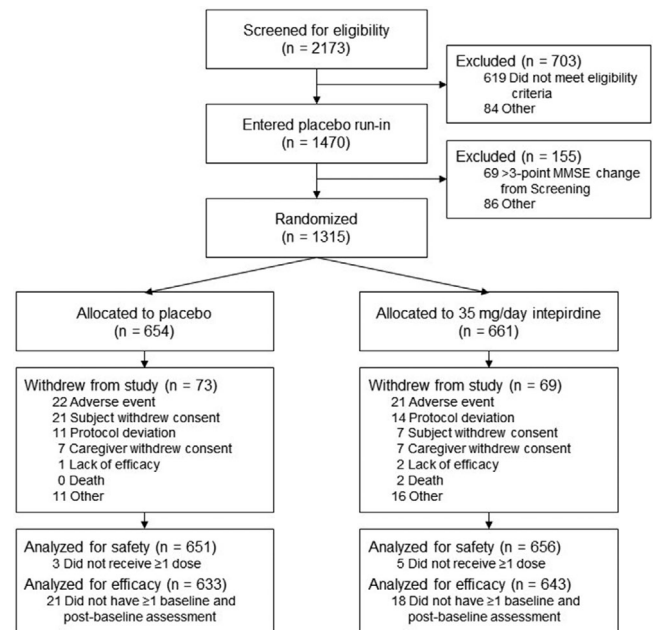 Screened for eligibility
(n = 2173)
Excluded (n = 703)
619 Did not meet eligibility
criteria
84 Other
Entered placebo run-in
(n = 1470)
Excluded (n = 155)
69 >3-point MMSE change
from Screening
86 Other
Randomized
(n = 1315)
Allocated to placebo
(n = 654)
Allocated to 35 mg/day intepirdine
(n = 661)
Withdrew from study (n = 73)
22 Adverse event
21 Subject withdrew consent
11 Protocol deviation
7 Caregiver withdrew consent
1 Lack of efficacy
0 Death
11 Other
Withdrew from study (n = 69)
21 Adverse event
14 Protocol deviation
7 Subject withdrew consent
7 Caregiver withdrew consent
2 Lack of efficacy
2 Death
16 Other
Analyzed for safety (n = 651)
3 Did not receive ≥1 dose
Analyzed for efficacy (n = 633)
21 Did not have ≥1 baseline and
post-baseline assessment
Analyzed for safety (n = 656)
5 Did not receive ≥1 dose
Analyzed for efficacy (n = 643)
18 Did not have ≥1 baseline and
post-baseline assessment